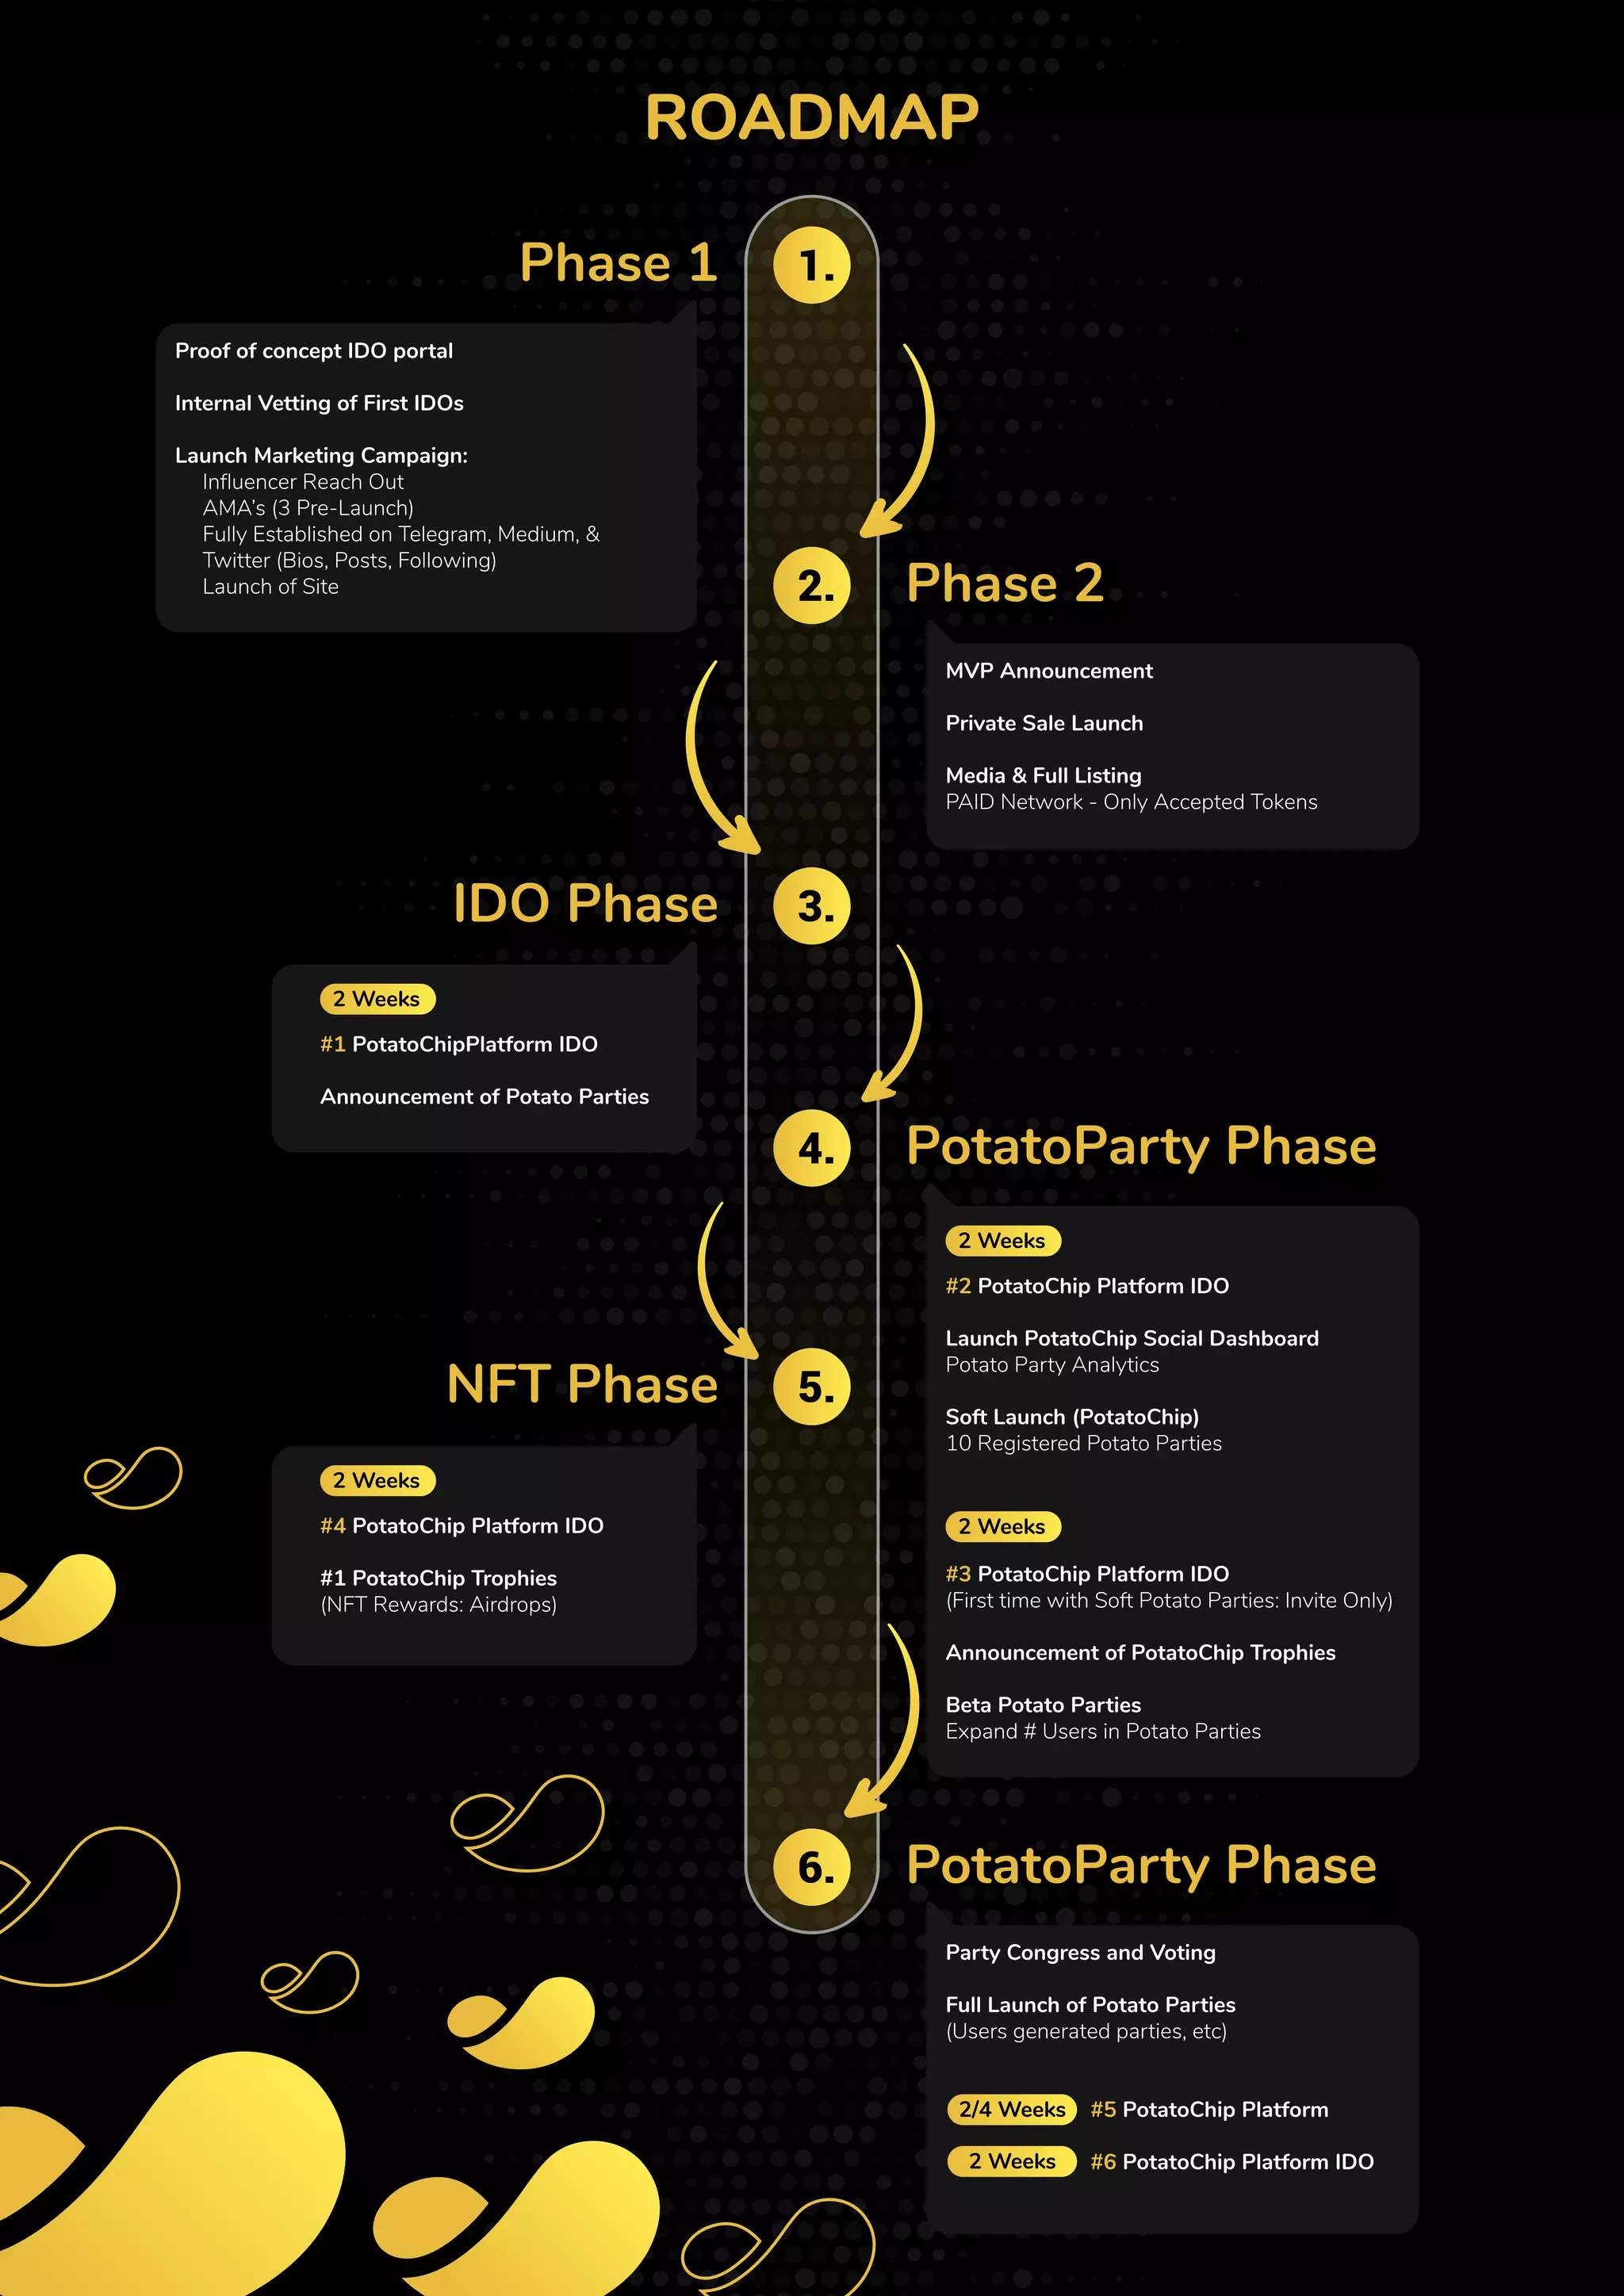 ROADMAP
Phase 1
1.
Proof of concept IDO portal
Internal Vetting of First IDOs
Launch Marketing Campaign:
Influencer Reach Out
AMA's (3 Pre-Launch)
Fully Established on Telegram, Medium, &
Twitter (Bios, Posts, Following)
Launch of Site
2.
Phase 2
MVP Announcement
Private Sale Launch
Media & Full Listing
PAID Network - Only Accepted Tokens
IDO Phase
3.
2 Weeks
#1 PotatoChipPlatform IDO
Announcement of Potato Parties
4.
PotatoParty Phase
2 Weeks
#2 PotatoChip Platform IDO
Launch PotatoChip Social Dashboard
Potato Party Analytics
Soft Launch (PotatoChip)
10 Registered Potato Parties
2 Weeks
#3 PotatoChip Platform IDO
(First time with Soft Potato Parties: Invite Only)
Announcement of PotatoChip Trophies
Beta Potato Parties
Expand # Users in Potato Parties
NFT Phase
5.
2 Weeks
#4 PotatoChip Platform IDO
#1 PotatoChip Trophies
(NFT Rewards: Airdrops)
6.
PotatoParty Phase
Party Congress and Voting
Full Launch of Potato Parties
(Users generated parties, etc)
2/4 Weeks #5 PotatoChip Platform
2 Weeks #6 PotatoChip Platform IDO